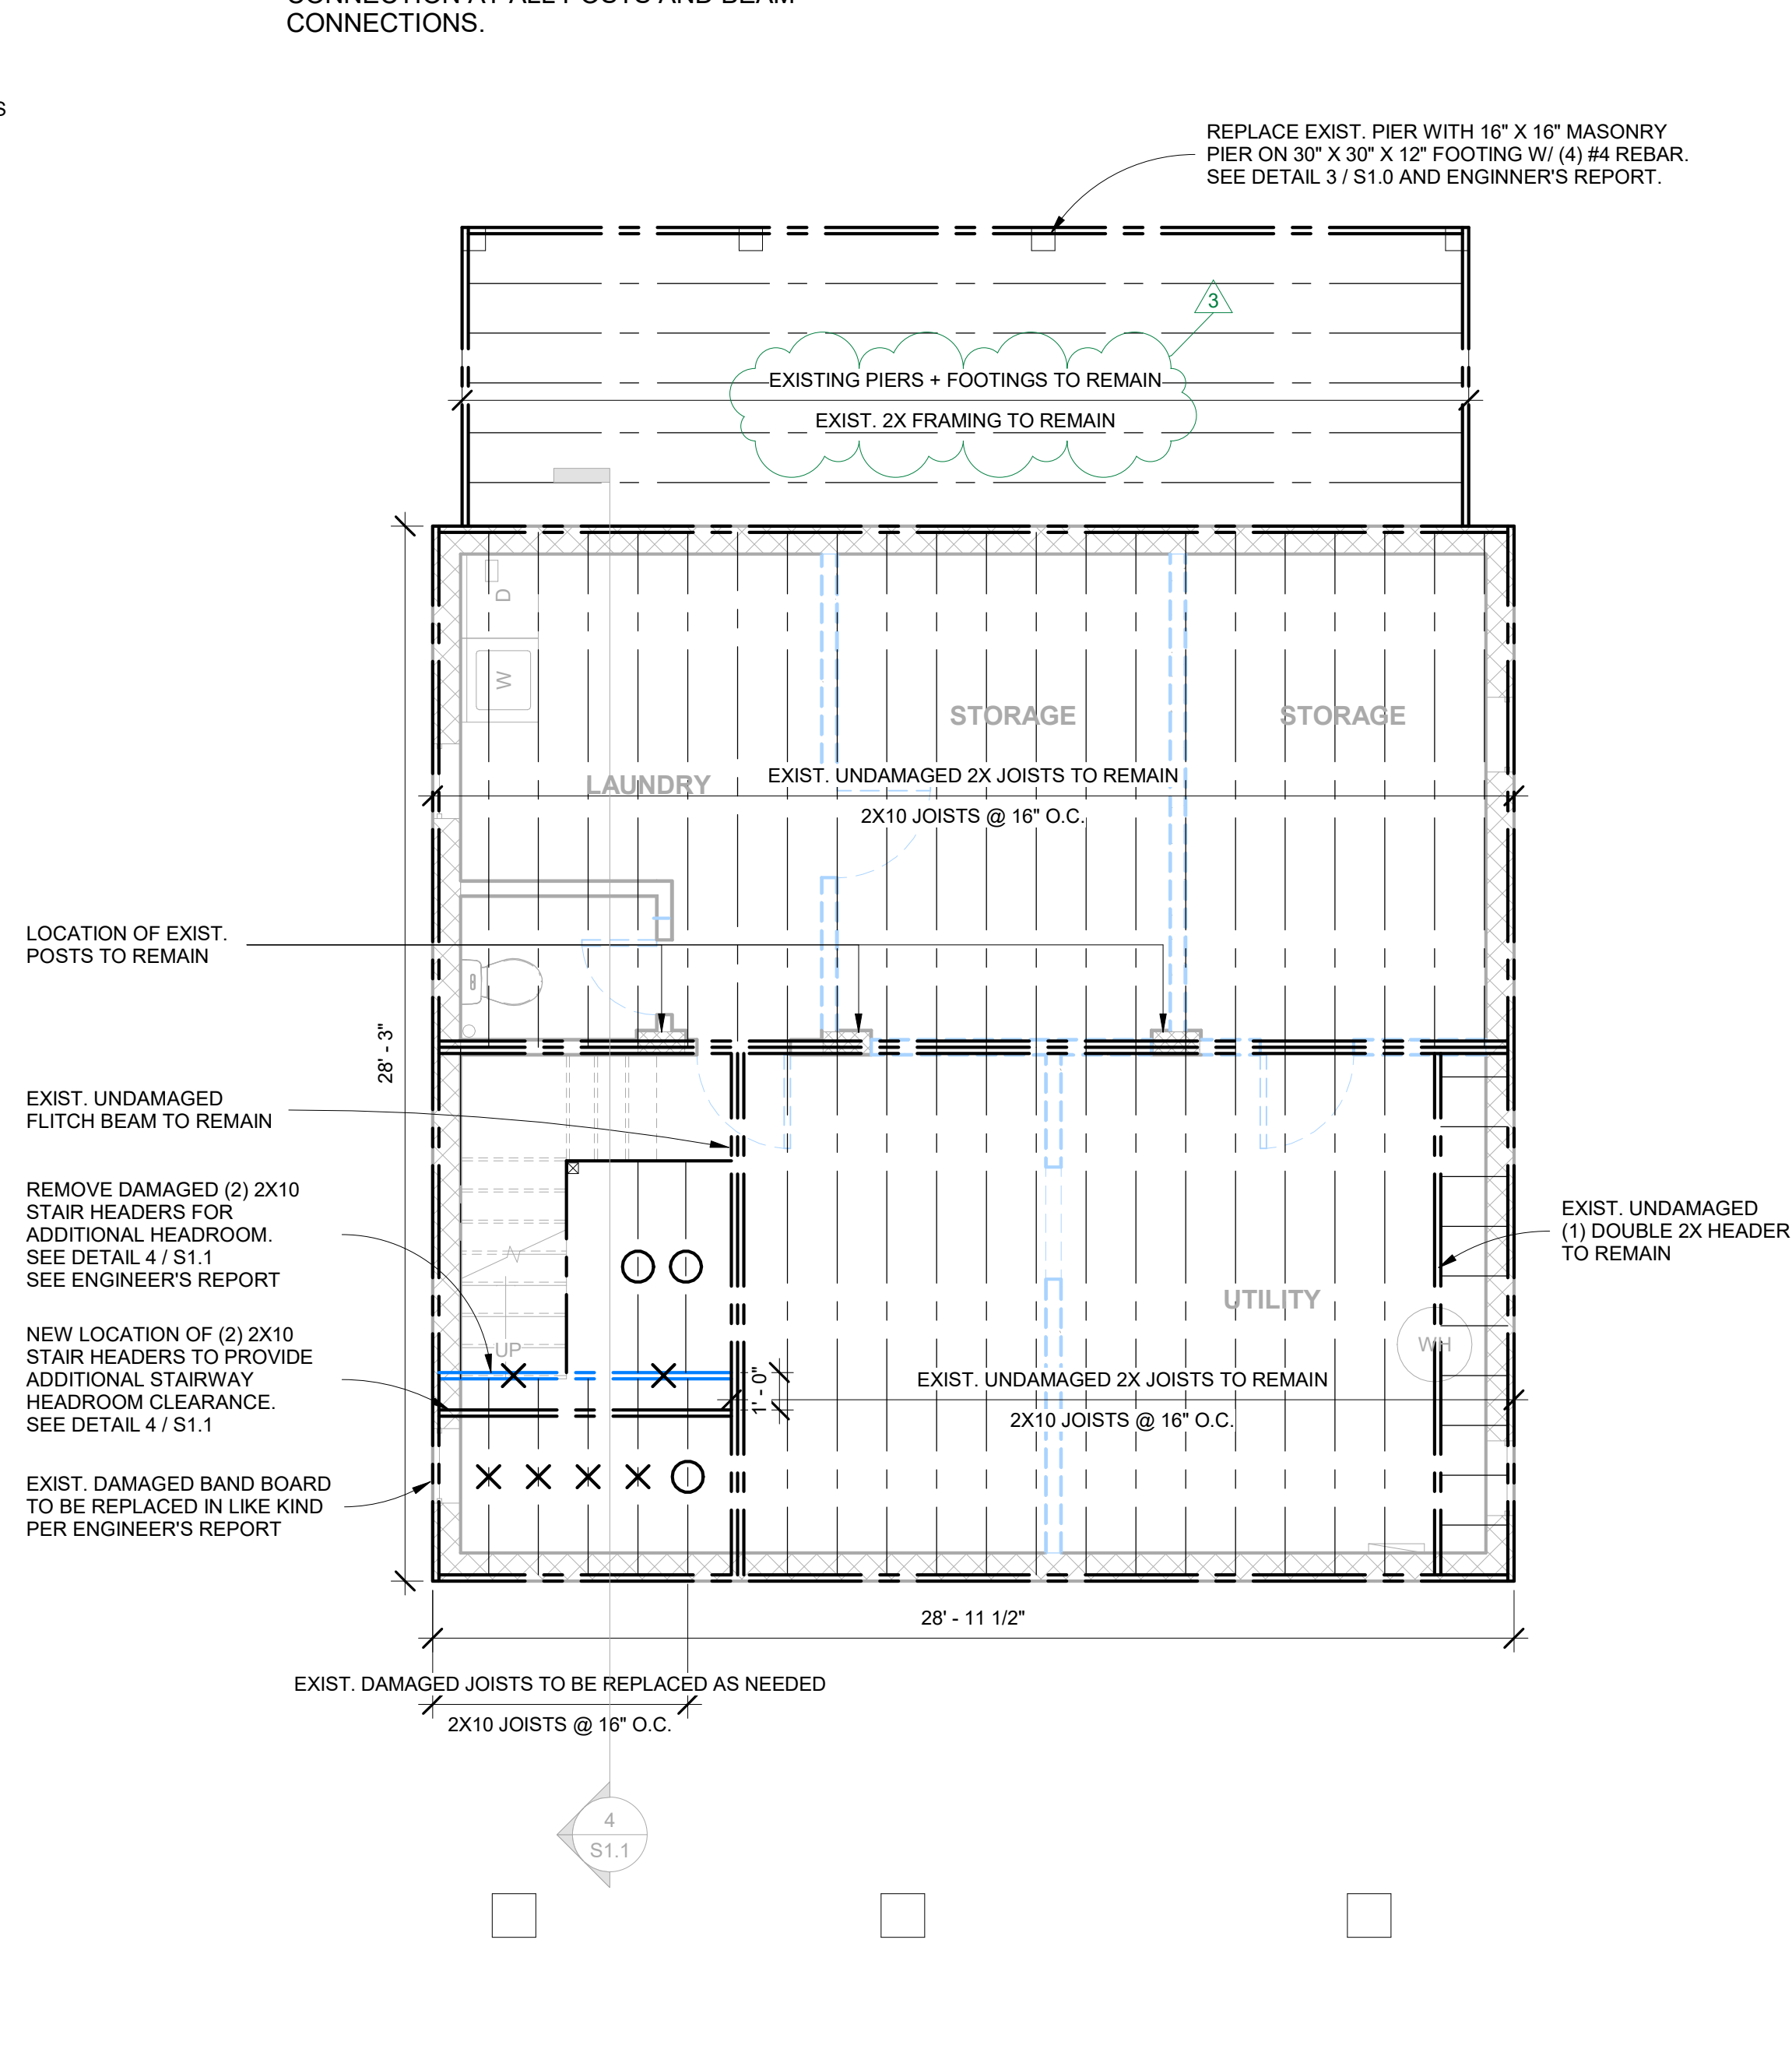 CONNECTIONS.
S
REPLACE EXIST. PIER WITH 16" X 16" MASONRY
PIER ON 30" X 30" X 12" FOOTING W/ (4) #4 REBAR.
SEE DETAIL 3 / S1.0 AND ENGINNER'S REPORT.
3
EXISTING PIERS + FOOTINGS TO REMAIN
EXIST. 2X FRAMING TO REMAIN
D
W
STORAGE
STORAGE
LAUNDRY
EXIST. UNDAMAGED 2X JOISTS TO REMAIN
2X10 JOISTS @ 16" O.C.
LOCATION OF EXIST.
POSTS TO REMAIN
28' - 3"
EXIST. UNDAMAGED
FLITCH BEAM TO REMAIN
REMOVE DAMAGED (2) 2X10
STAIR HEADERS FOR
ADDITIONAL HEADROOM.
SEE DETAIL 4 / S1.1
SEE ENGINEER'S REPORT
EXIST. UNDAMAGED
(1) DOUBLE 2X HEADER
TO REMAIN
UTILITY
WH
UP
NEW LOCATION OF (2) 2X10
STAIR HEADERS TO PROVIDE
ADDITIONAL STAIRWAY
HEADROOM CLEARANCE.
SEE DETAIL 4 / S1.1
1' - 0"
EXIST. UNDAMAGED 2X JOISTS TO REMAIN
2X10 JOISTS @ 16" O.C.
EXIST. DAMAGED BAND BOARD
TO BE REPLACED IN LIKE KIND
PER ENGINEER'S REPORT
28' - 11 1/2"
EXIST. DAMAGED JOISTS TO BE REPLACED AS NEEDED
2X10 JOISTS @ 16" O.C.
4
S1.1